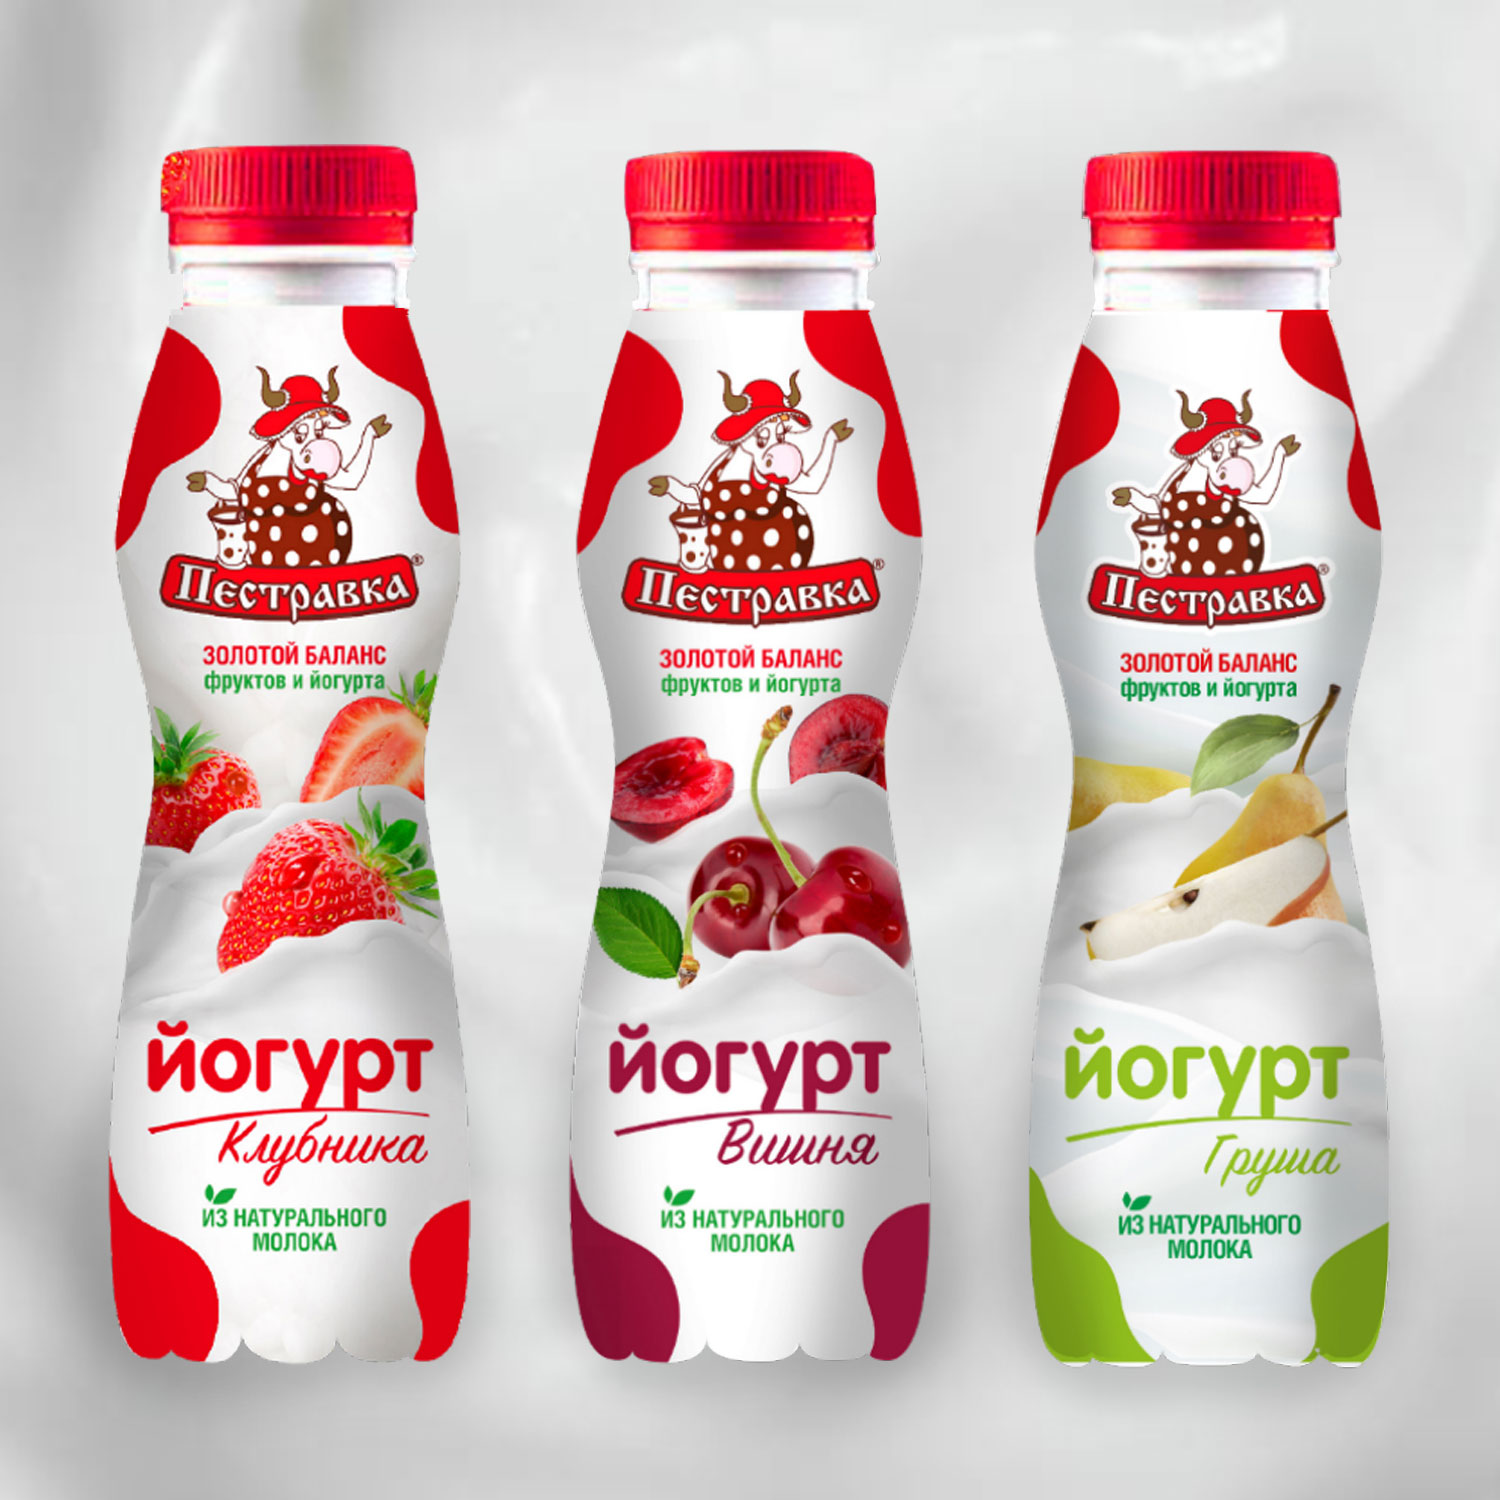 ПЕСТРАВКА®
ЗОЛОТОЙ БАЛАНС
фруктов и йогурта
йогурт
Клубника
ИЗ НАТУРАЛЬНОГО
МОЛОКА
ПЕСТРАВКА®
ЗОЛОТОЙ БАЛАНС
фруктов и йогурта
йогурт
Вишня
ИЗ НАТУРАЛЬНОГО
МОЛОКА
ПЕСТРАВКА®
ЗОЛОТОЙ БАЛАНС
фруктов и йогурта
йогурт
Груша
ИЗ НАТУРАЛЬНОГО
МОЛОКА